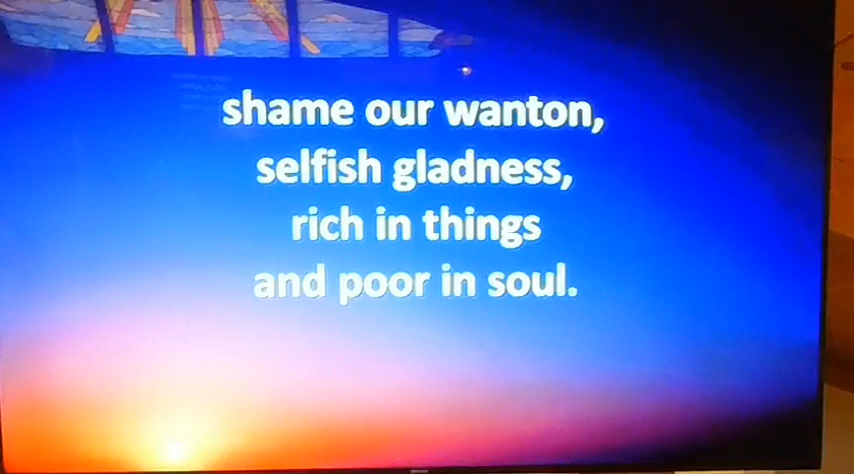 shame our wanton,
selfish gladness,
rich in things
and poor in soul.